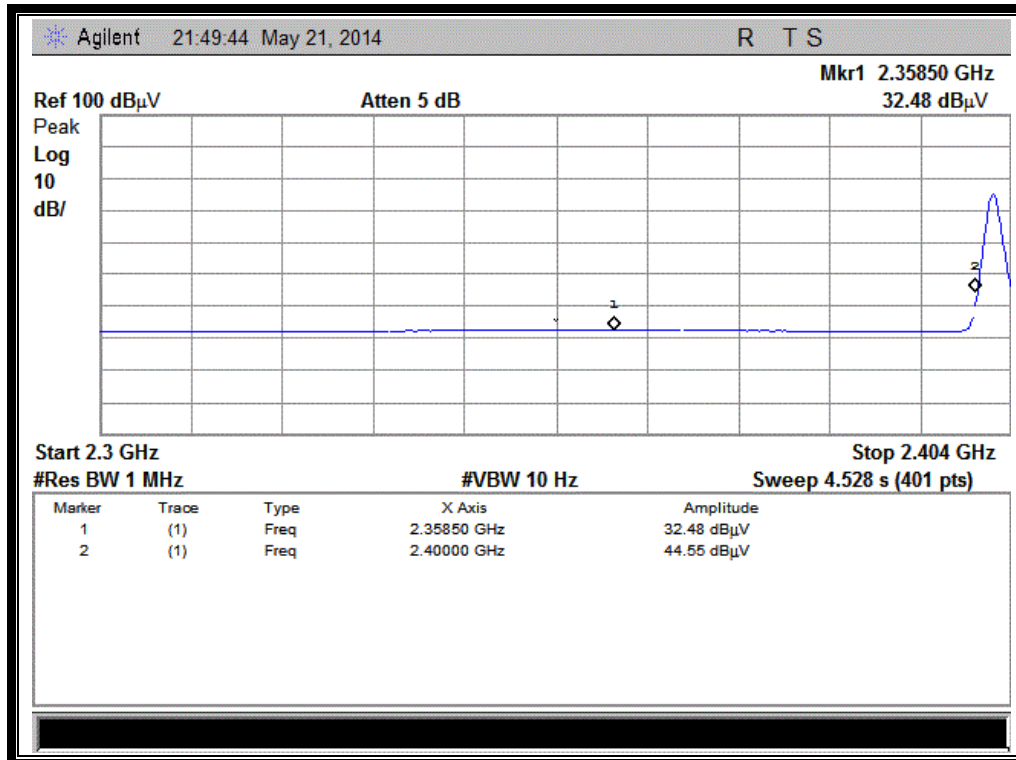 Agilent 21:49:44 May 21, 2014 R T S
Mkr1 2.35850 GHz
Ref 100 dBμV Atten 5 dB 32.48 dBμV
Peak
Log
10
dB/
1
2
Start 2.3 GHz Stop 2.404 GHz
#Res BW 1 MHz #VBW 10 Hz Sweep 4.528 s (401 pts)
Marker Trace Type X Axis Amplitude
1 (1) Freq 2.35850 GHz 32.48 dBμV
2 (1) Freq 2.40000 GHz 44.55 dBμV